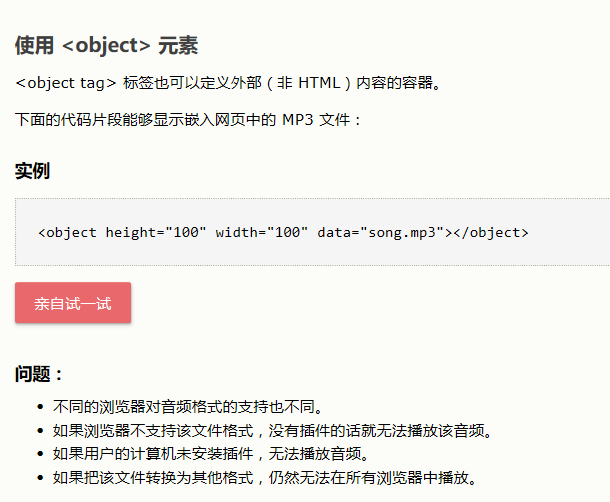 使用 <object> 元素
<object tag> 标签也可以定义外部（非 HTML）内容的容器。
下面的代码片段能够显示嵌入网页中的 MP3 文件：
实例
<object height="100" width="100" data="song.mp3"></object>
亲自试一试
问题：
• 不同的浏览器对音频格式的支持也不同。
• 如果浏览器不支持该文件格式，没有插件的话就无法播放该音频。
• 如果用户的计算机未安装插件，无法播放音频。
• 如果把该文件转换为其他格式，仍然无法在所有浏览器中播放。